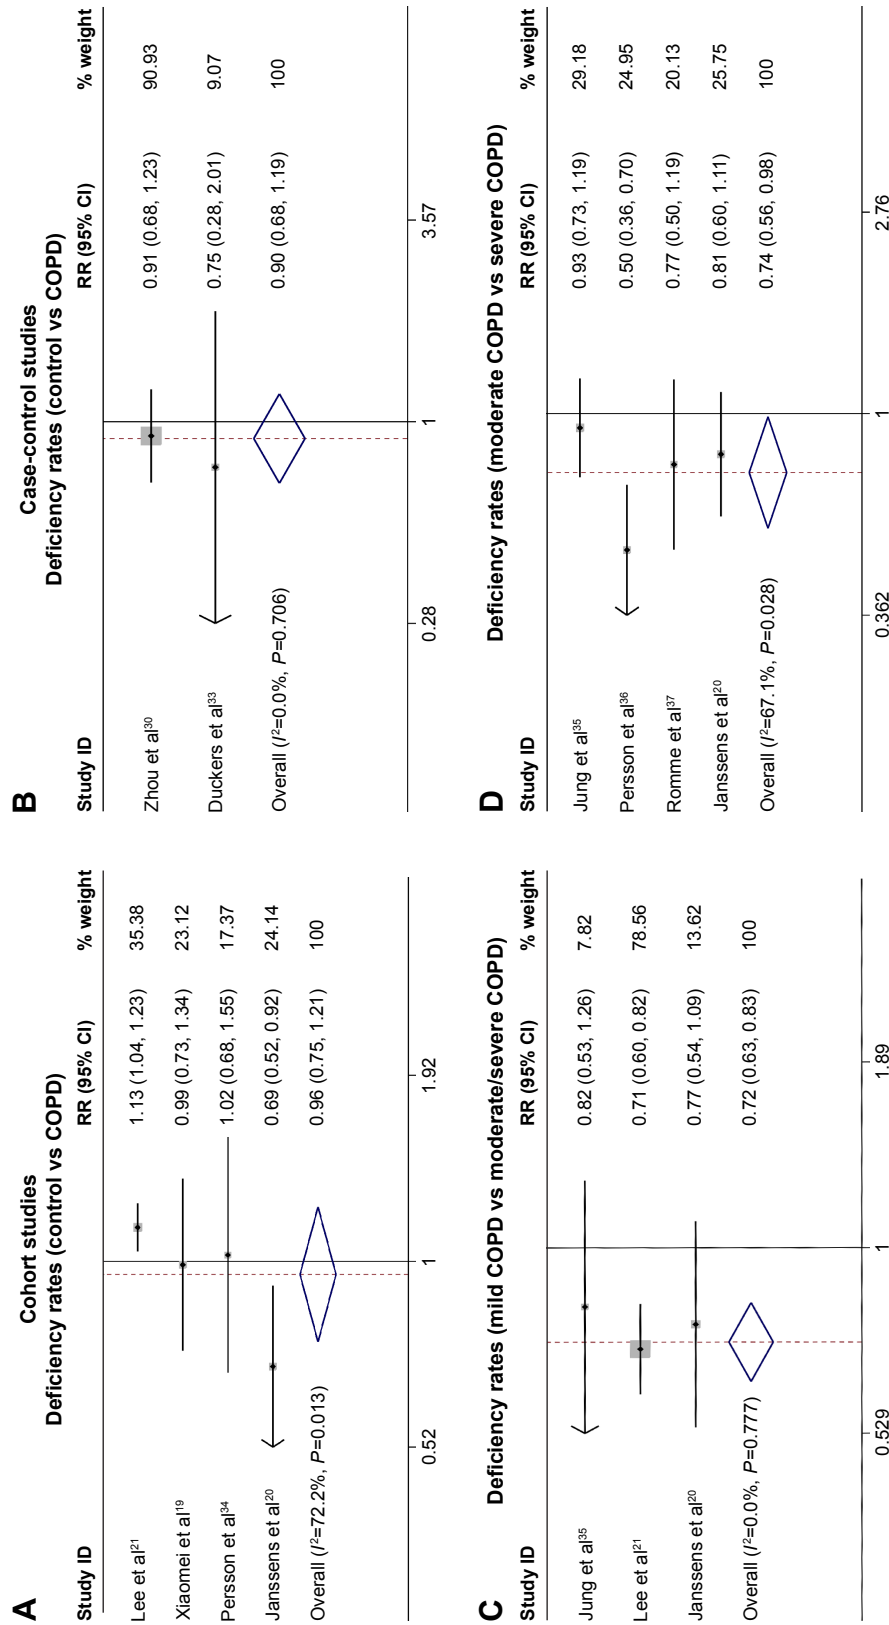 A
Cohort studies
Deficiency rates (control vs COPD)
Study ID RR (95% CI) % weight
Lee et al21 1.13 (1.04, 1.23) 35.38
Xiaomei et al19 0.99 (0.73, 1.34) 23.12
Persson et al34 1.02 (0.68, 1.55) 17.37
Janssens et al20 0.69 (0.52, 0.92) 24.14
Overall (I2=72.2%, P=0.013) 0.96 (0.75, 1.21) 100
0.52 1 1.92
B
Case-control studies
Deficiency rates (control vs COPD)
Study ID RR (95% CI) % weight
Zhou et al30 0.91 (0.68, 1.23) 90.93
Duckers et al33 0.75 (0.28, 2.01) 9.07
Overall (I2=0.0%, P=0.706) 0.90 (0.68, 1.19) 100
0.28 1 3.57
C
Deficiency rates (mild COPD vs moderate/severe COPD)
Study ID RR (95% CI) % weight
Jung et al35 0.82 (0.53, 1.26) 7.82
Lee et al21 0.71 (0.60, 0.82) 78.56
Janssens et al20 0.77 (0.54, 1.09) 13.62
Overall (I2=0.0%, P=0.777) 0.72 (0.63, 0.83) 100
0.529 1 1.89
D
Deficiency rates (moderate COPD vs severe COPD)
Study ID RR (95% CI) % weight
Jung et al35 0.93 (0.73, 1.19) 29.18
Persson et al36 0.50 (0.36, 0.70) 24.95
Romme et al37 0.77 (0.50, 1.19) 20.13
Janssens et al20 0.81 (0.60, 1.11) 25.75
Overall (I2=67.1%, P=0.028) 0.74 (0.56, 0.98) 100
0.362 1 2.76